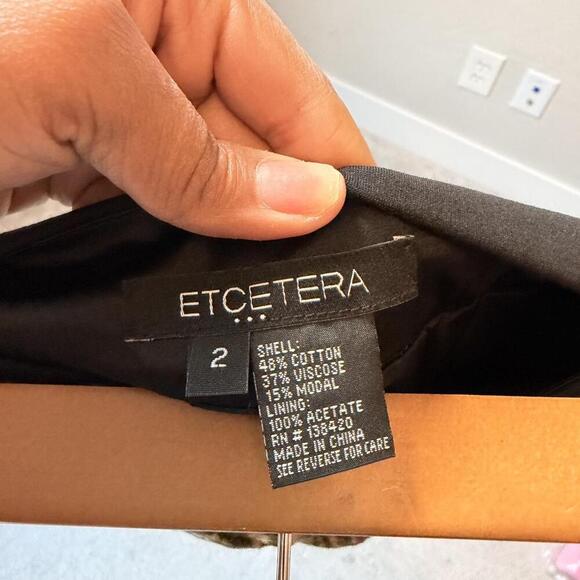 ETCETERA
...
2
SHELL:
48% COTTON
37% VISCOSE
15% MODAL
LINING:
100% ACETATE
RN # 138420
MADE IN CHINA
SEE REVERSE FOR CARE